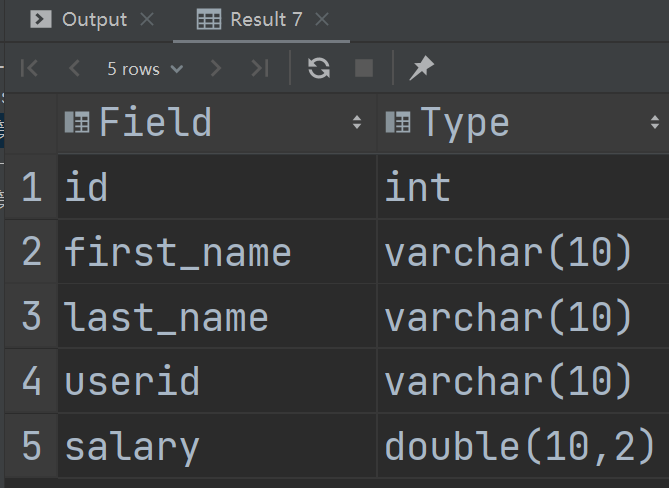 Output Result 7
5 rows
Field Type
1 id int
2 first_name varchar(10)
3 last_name varchar(10)
4 userid varchar(10)
5 salary double(10,2)